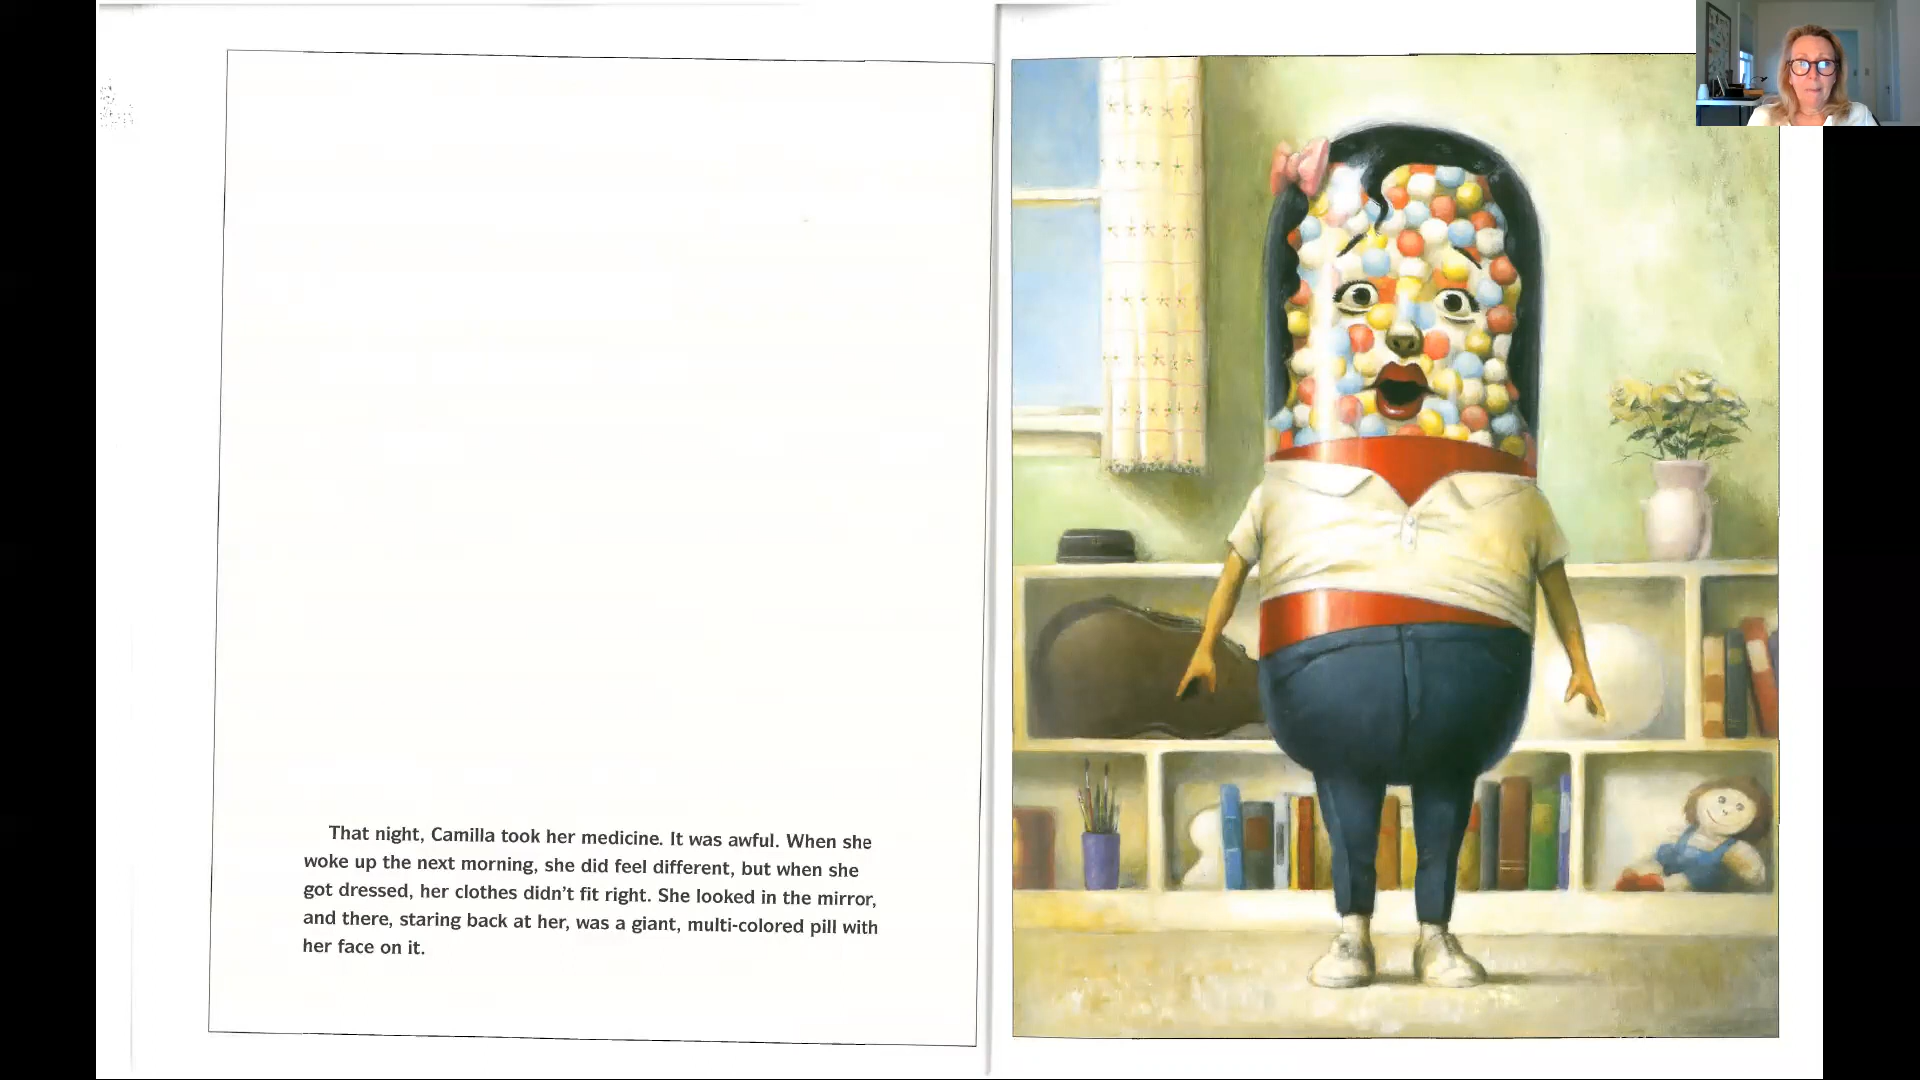 That night, Camilla took her medicine. It was awful. When she
woke up the next morning, she did feel different, but when she
got dressed, her clothes didn't fit right. She looked in the mirror,
and there, staring back at her, was a giant, multi-colored pill with
her face on it.